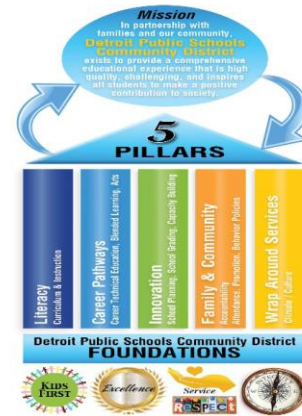 Mission
In partnership with
families and our community,
Detroit Public Schools
Community District
exists to provide a comprehensive
educational experience that is high
quality, challenging, and inspires
all students to make a positive
contribution to society.
5
PILLARS
Literacy
Curriculum & Instruction
Career Pathways
Career Technical Education, Blended Learning, Arts
Innovation
School Planning, School Grading, Capacity Building
Family & Community
Accountability
Attendance, Promotion, Behavior Policies
Wrap Around Services
Climate / Culture
Detroit Public Schools Community District
FOUNDATIONS
KIDS
FIRST
Excellence
Service
RESPECT